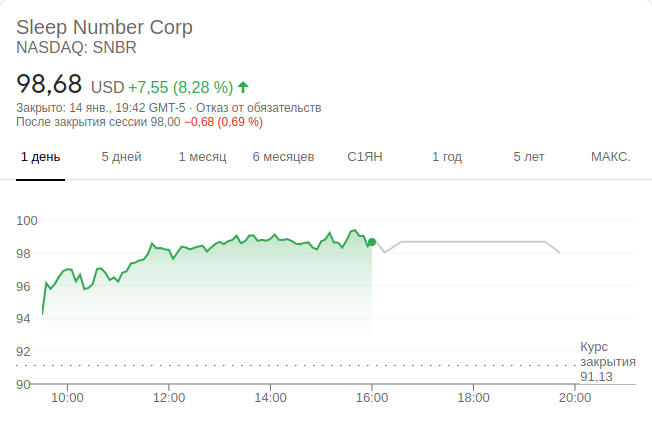 Sleep Number Corp
NASDAQ: SNBR
98,68 USD +7,55 (8,28 %)
Закрыто: 14 янв., 19:42 GMT-5 · Отказ от обязательств
После закрытия сессии 98,00 −0,68 (0,69 %)
1 день 5 дней 1 месяц 6 месяцев С1ЯН 1 год 5 лет МАКС.
100
98
96
94
92
Курс
закрытия
91,13
90
10:00 12:00 14:00 16:00 18:00 20:00